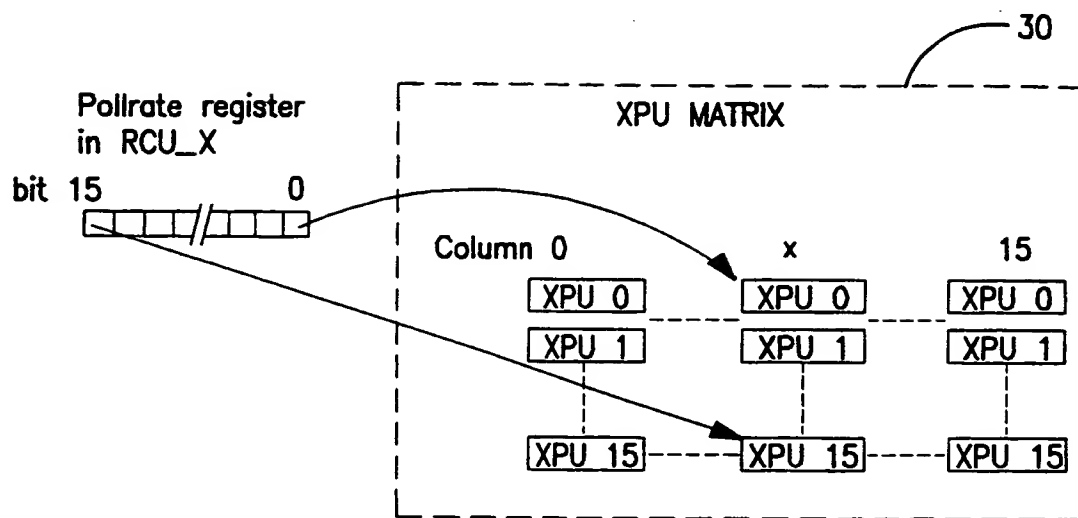 30
Pollrate register
in RCU_X
XPU MATRIX
bit 15 0
Column 0 x 15
XPU 0 XPU 0 XPU 0
XPU 1 XPU 1 XPU 1
XPU 15 XPU 15 XPU 15